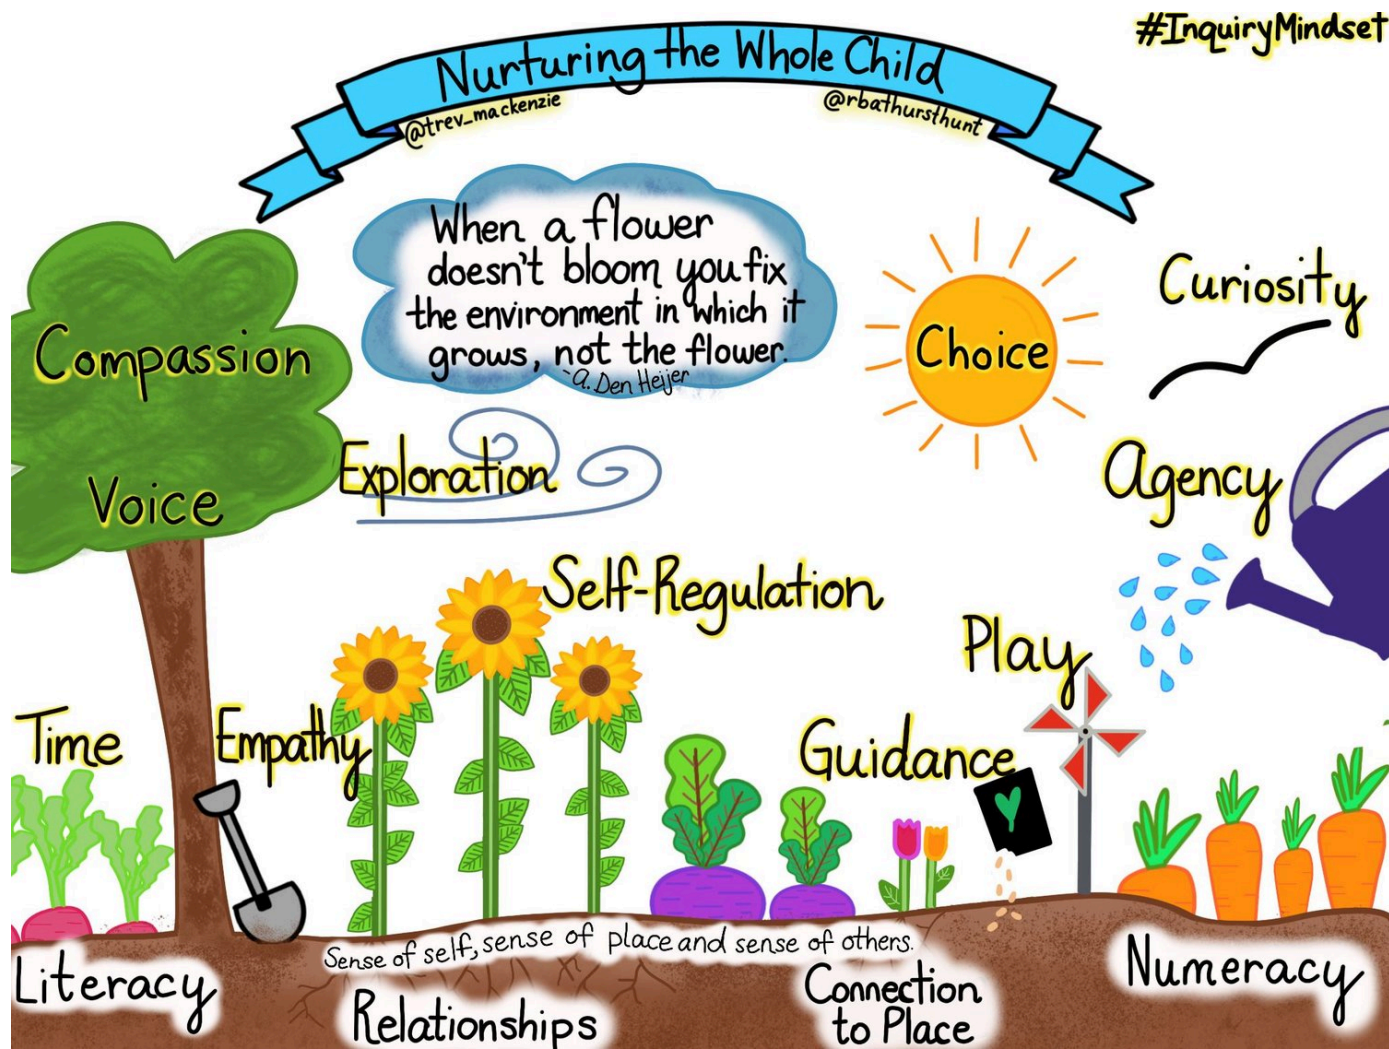 #InquiryMindset
Nurturing the Whole Child
@trev_mackenzie
@rbathursthunt
When a flower
doesn't bloom you fix
the environment in which it
grows, not the flower.
-A. Den Heijer
Choice
Curiosity
Compassion
Voice
Exploration
Agency
Self-Regulation
Play
Time
Empathy
Guidance
Sense of self, sense of place and sense of others.
Literacy
Relationships
Connection
to Place
Numeracy